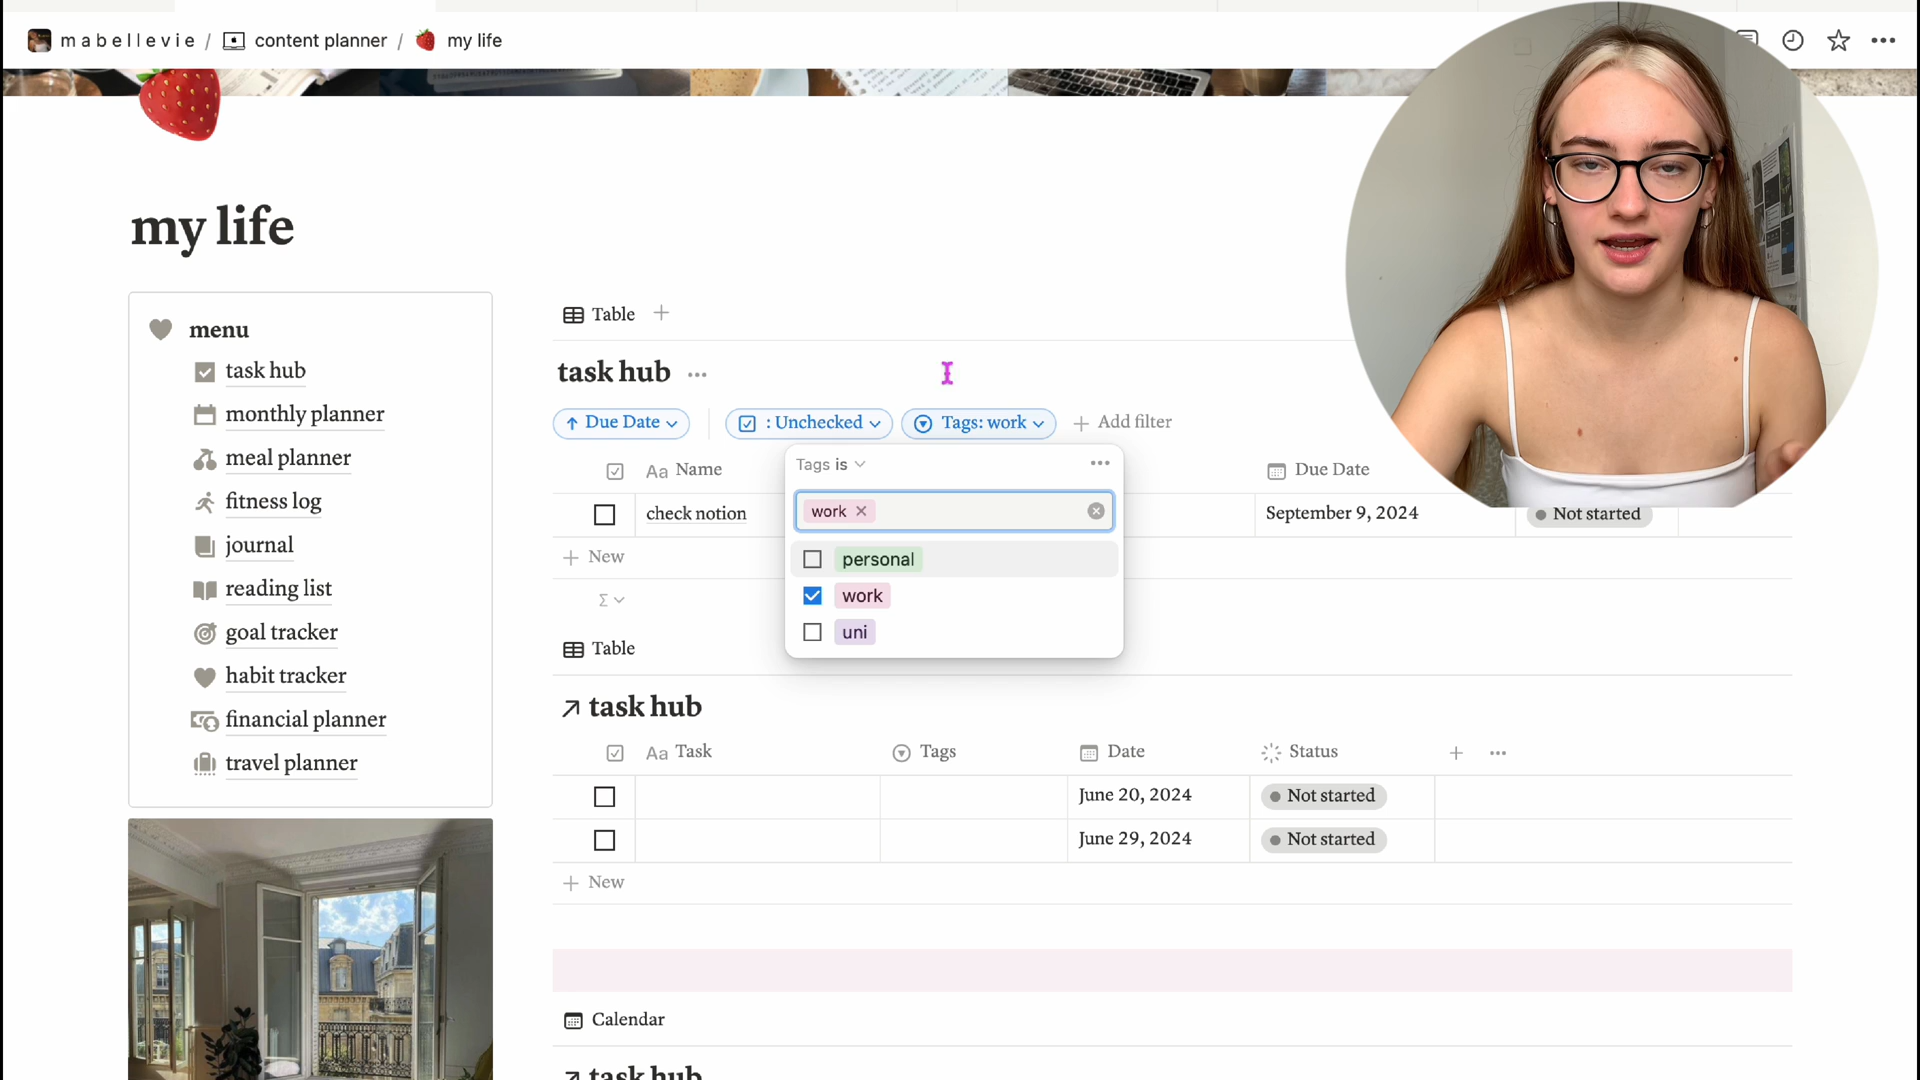 mabellevie / content planner / my life
my life
menu
task hub
monthly planner
meal planner
fitness log
journal
reading list
goal tracker
habit tracker
financial planner
travel planner
Table
task hub
Due Date
: Unchecked
Tags: work
Add filter
Aa Name
Due Date
check notion
September 9, 2024
Not started
New
Σ
Tags is
work
personal
work
uni
Table
task hub
Aa Task
Tags
Date
Status
June 20, 2024
Not started
June 29, 2024
Not started
New
Calendar
task hub